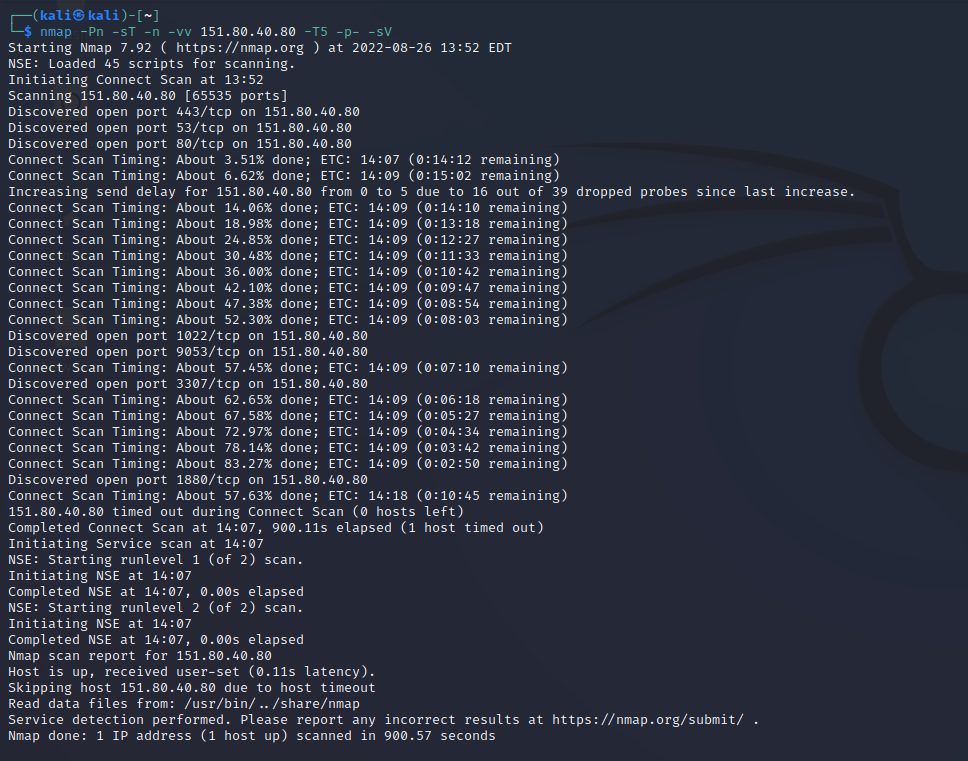 ┌──(kali㉿kali)-[~]
└─$ nmap -Pn -sT -n -vv 151.80.40.80 -T5 -p- -sV
Starting Nmap 7.92 ( https://nmap.org ) at 2022-08-26 13:52 EDT
NSE: Loaded 45 scripts for scanning.
Initiating Connect Scan at 13:52
Scanning 151.80.40.80 [65535 ports]
Discovered open port 443/tcp on 151.80.40.80
Discovered open port 53/tcp on 151.80.40.80
Discovered open port 80/tcp on 151.80.40.80
Connect Scan Timing: About 3.51% done; ETC: 14:07 (0:14:12 remaining)
Connect Scan Timing: About 6.62% done; ETC: 14:09 (0:15:02 remaining)
Increasing send delay for 151.80.40.80 from 0 to 5 due to 16 out of 39 dropped probes since last increase.
Connect Scan Timing: About 14.06% done; ETC: 14:09 (0:14:10 remaining)
Connect Scan Timing: About 18.98% done; ETC: 14:09 (0:13:18 remaining)
Connect Scan Timing: About 24.85% done; ETC: 14:09 (0:12:27 remaining)
Connect Scan Timing: About 30.48% done; ETC: 14:09 (0:11:33 remaining)
Connect Scan Timing: About 36.00% done; ETC: 14:09 (0:10:42 remaining)
Connect Scan Timing: About 42.10% done; ETC: 14:09 (0:09:47 remaining)
Connect Scan Timing: About 47.38% done; ETC: 14:09 (0:08:54 remaining)
Connect Scan Timing: About 52.30% done; ETC: 14:09 (0:08:03 remaining)
Discovered open port 1022/tcp on 151.80.40.80
Discovered open port 9053/tcp on 151.80.40.80
Connect Scan Timing: About 57.45% done; ETC: 14:09 (0:07:10 remaining)
Discovered open port 3307/tcp on 151.80.40.80
Connect Scan Timing: About 62.65% done; ETC: 14:09 (0:06:18 remaining)
Connect Scan Timing: About 67.58% done; ETC: 14:09 (0:05:27 remaining)
Connect Scan Timing: About 72.97% done; ETC: 14:09 (0:04:34 remaining)
Connect Scan Timing: About 78.14% done; ETC: 14:09 (0:03:42 remaining)
Connect Scan Timing: About 83.27% done; ETC: 14:09 (0:02:50 remaining)
Discovered open port 1880/tcp on 151.80.40.80
Connect Scan Timing: About 57.63% done; ETC: 14:18 (0:10:45 remaining)
151.80.40.80 timed out during Connect Scan (0 hosts left)
Completed Connect Scan at 14:07, 900.11s elapsed (1 host timed out)
Initiating Service scan at 14:07
NSE: Starting runlevel 1 (of 2) scan.
Initiating NSE at 14:07
Completed NSE at 14:07, 0.00s elapsed
NSE: Starting runlevel 2 (of 2) scan.
Initiating NSE at 14:07
Completed NSE at 14:07, 0.00s elapsed
Nmap scan report for 151.80.40.80
Host is up, received user-set (0.11s latency).
Skipping host 151.80.40.80 due to host timeout
Read data files from: /usr/bin/../share/nmap
Service detection performed. Please report any incorrect results at https://nmap.org/submit/ .
Nmap done: 1 IP address (1 host up) scanned in 900.57 seconds